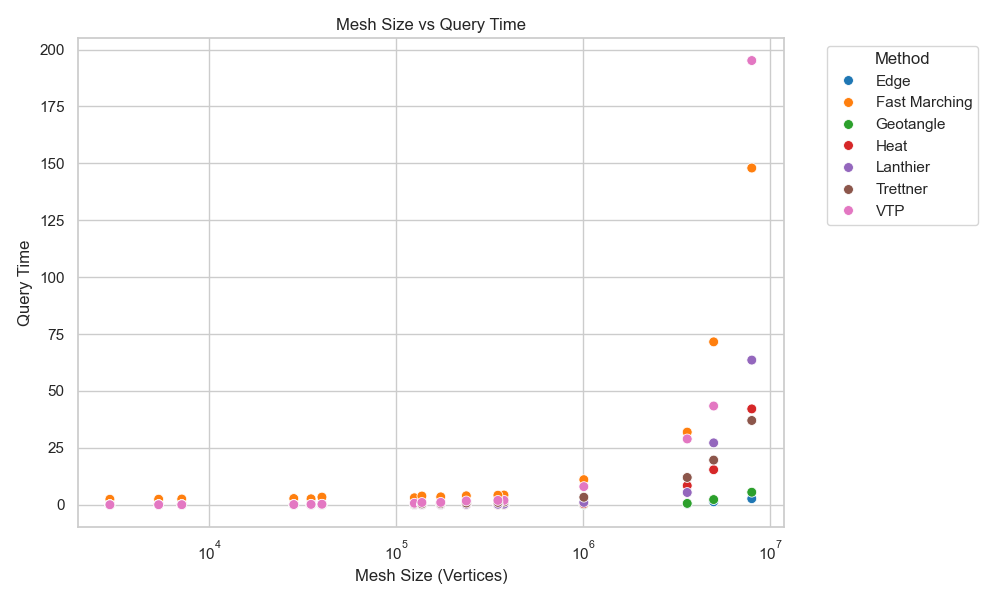 Mesh Size vs Query Time
Query Time
200
175
150
125
100
75
50
25
0
10^4
10^5
10^6
10^7
Mesh Size (Vertices)
Method
Edge
Fast Marching
Geotangle
Heat
Lanthier
Trettner
VTP